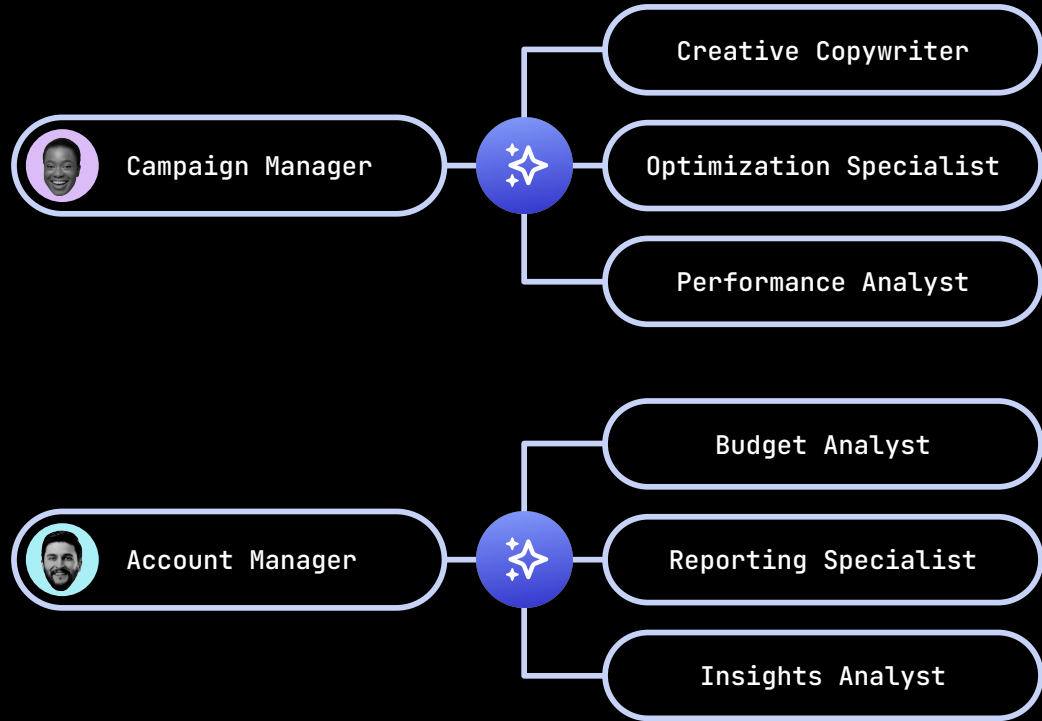 Creative Copywriter
Campaign Manager
Optimization Specialist
Performance Analyst
Budget Analyst
Account Manager
Reporting Specialist
Insights Analyst